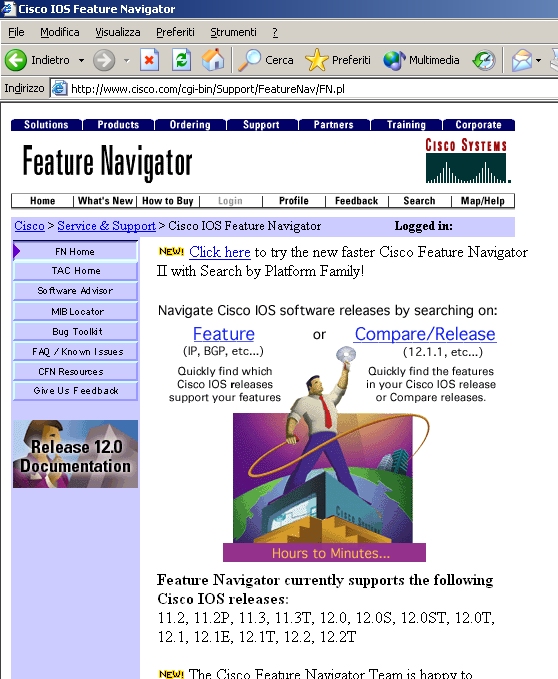 Cisco IOS Feature Navigator
File Modifica Visualizza Preferiti Strumenti ?
Indietro Cerca Preferiti Multimedia
Indirizzo http://www.cisco.com/cgi-bin/Support/FeatureNav/FN.pl
Solutions Products Ordering Support Partners Training Corporate
Feature Navigator
CISCO SYSTEMS
Home What's New How to Buy Login Profile Feedback Search Map/Help
Cisco > Service & Support > Cisco IOS Feature Navigator Logged in:
FN Home
TAC Home
Software Advisor
MIB Locator
Bug Toolkit
FAQ / Known Issues
CFN Resources
Give Us Feedback
Release 12.0
Documentation
NEW! Click here to try the new faster Cisco Feature Navigator
II with Search by Platform Family!
Navigate Cisco IOS software releases by searching on:
Feature or Compare/Release
(IP, BGP, etc...) (12.1.1, etc...)
Quickly find which
Cisco IOS releases
support your features
Quickly find the features
in your Cisco IOS release
or Compare releases.
CISCO SYSTEMS
Hours to Minutes...
Feature Navigator currently supports the following
Cisco IOS releases:
11.2, 11.2P, 11.3, 11.3T, 12.0, 12.0S, 12.0ST, 12.0T,
12.1, 12.1E, 12.1T, 12.2, 12.2T
NEW! The Cisco Feature Navigator Team is happy to